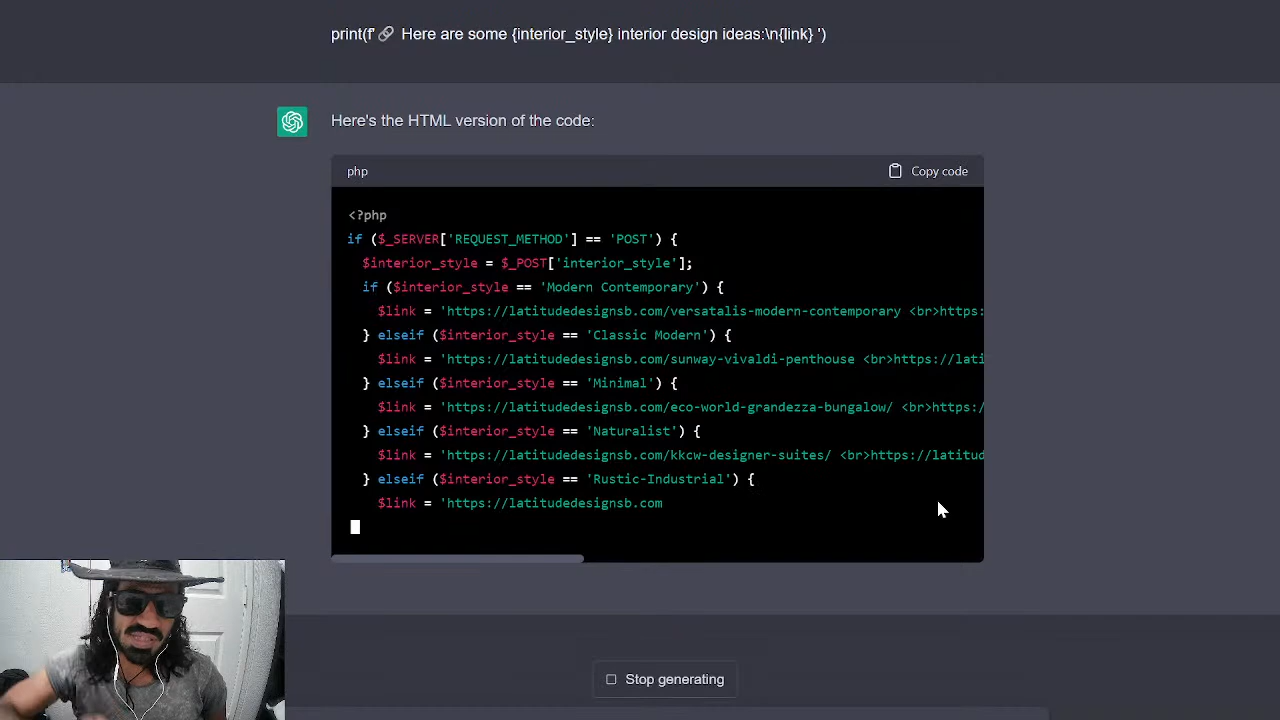 print(f'🔗 Here are some {interior_style} interior design ideas:\n{link} ')
Here's the HTML version of the code:
php
Copy code
<?php
if ($_SERVER['REQUEST_METHOD'] == 'POST') {
$interior_style = $_POST['interior_style'];
if ($interior_style == 'Modern Contemporary') {
$link = 'https://latitudedesignsb.com/versatalis-modern-contemporary <br>https:
} elseif ($interior_style == 'Classic Modern') {
$link = 'https://latitudedesignsb.com/sunway-vivaldi-penthouse <br>https://lati
} elseif ($interior_style == 'Minimal') {
$link = 'https://latitudedesignsb.com/eco-world-grandezza-bungalow/ <br>https:/
} elseif ($interior_style == 'Naturalist') {
$link = 'https://latitudedesignsb.com/kkcw-designer-suites/ <br>https://latitud
} elseif ($interior_style == 'Rustic-Industrial') {
$link = 'https://latitudedesignsb.com
Stop generating